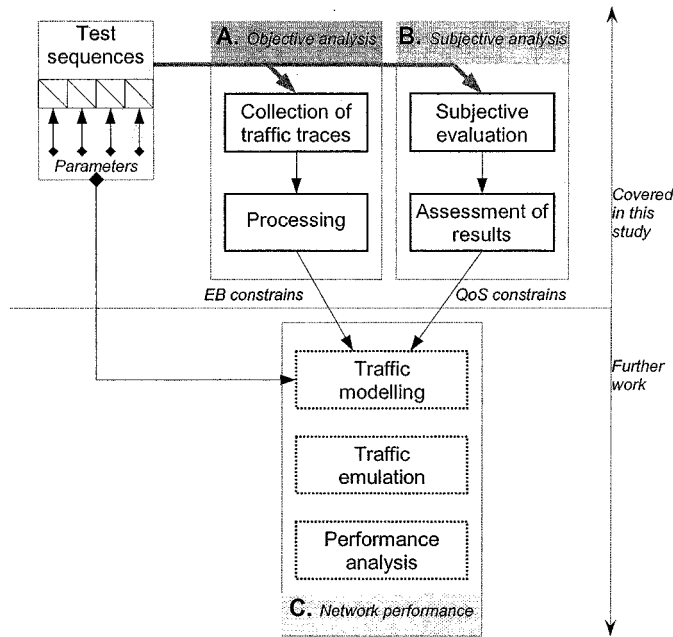 Test
sequences
Parameters
A. Objective analysis
Collection of
traffic traces
Processing
EB constrains
B. Subjective analysis
Subjective
evaluation
Assessment of
results
QoS constrains
Covered
in this
study
Further
work
Traffic
modelling
Traffic
emulation
Performance
analysis
C. Network performance